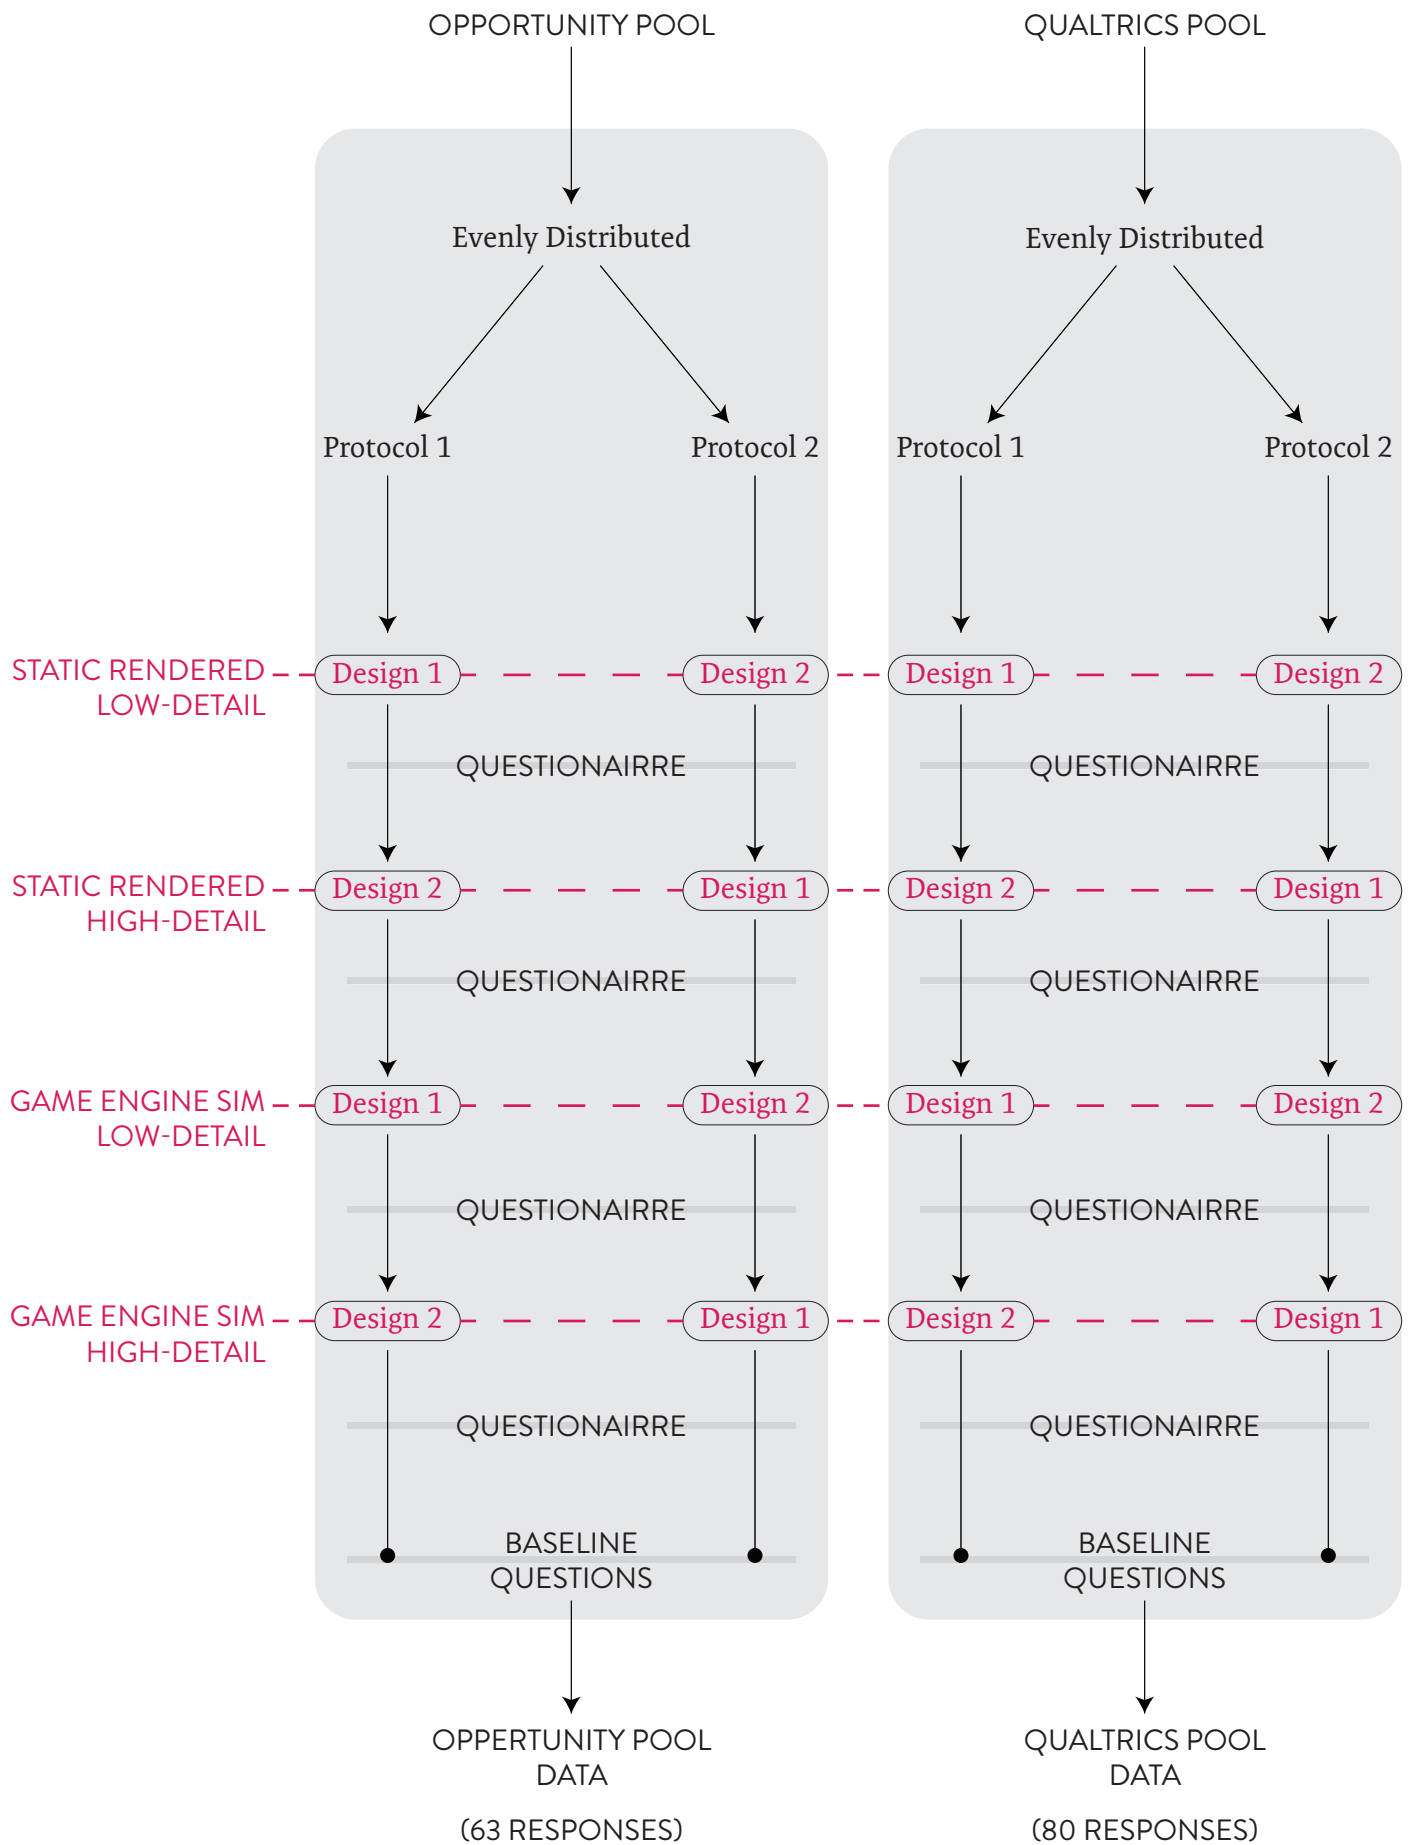 OPPORTUNITY POOL
QUALTRICS POOL
Evenly Distributed
Evenly Distributed
Protocol 1
Protocol 2
Protocol 1
Protocol 2
STATIC RENDERED
LOW-DETAIL
Design 1
Design 2
Design 1
Design 2
QUESTIONAIRRE
QUESTIONAIRRE
STATIC RENDERED
HIGH-DETAIL
Design 2
Design 1
Design 2
Design 1
QUESTIONAIRRE
QUESTIONAIRRE
GAME ENGINE SIM
LOW-DETAIL
Design 1
Design 2
Design 1
Design 2
QUESTIONAIRRE
QUESTIONAIRRE
GAME ENGINE SIM
HIGH-DETAIL
Design 2
Design 1
Design 2
Design 1
QUESTIONAIRRE
QUESTIONAIRRE
BASELINE
QUESTIONS
BASELINE
QUESTIONS
OPPERTUNITY POOL
DATA
(63 RESPONSES)
QUALTRICS POOL
DATA
(80 RESPONSES)